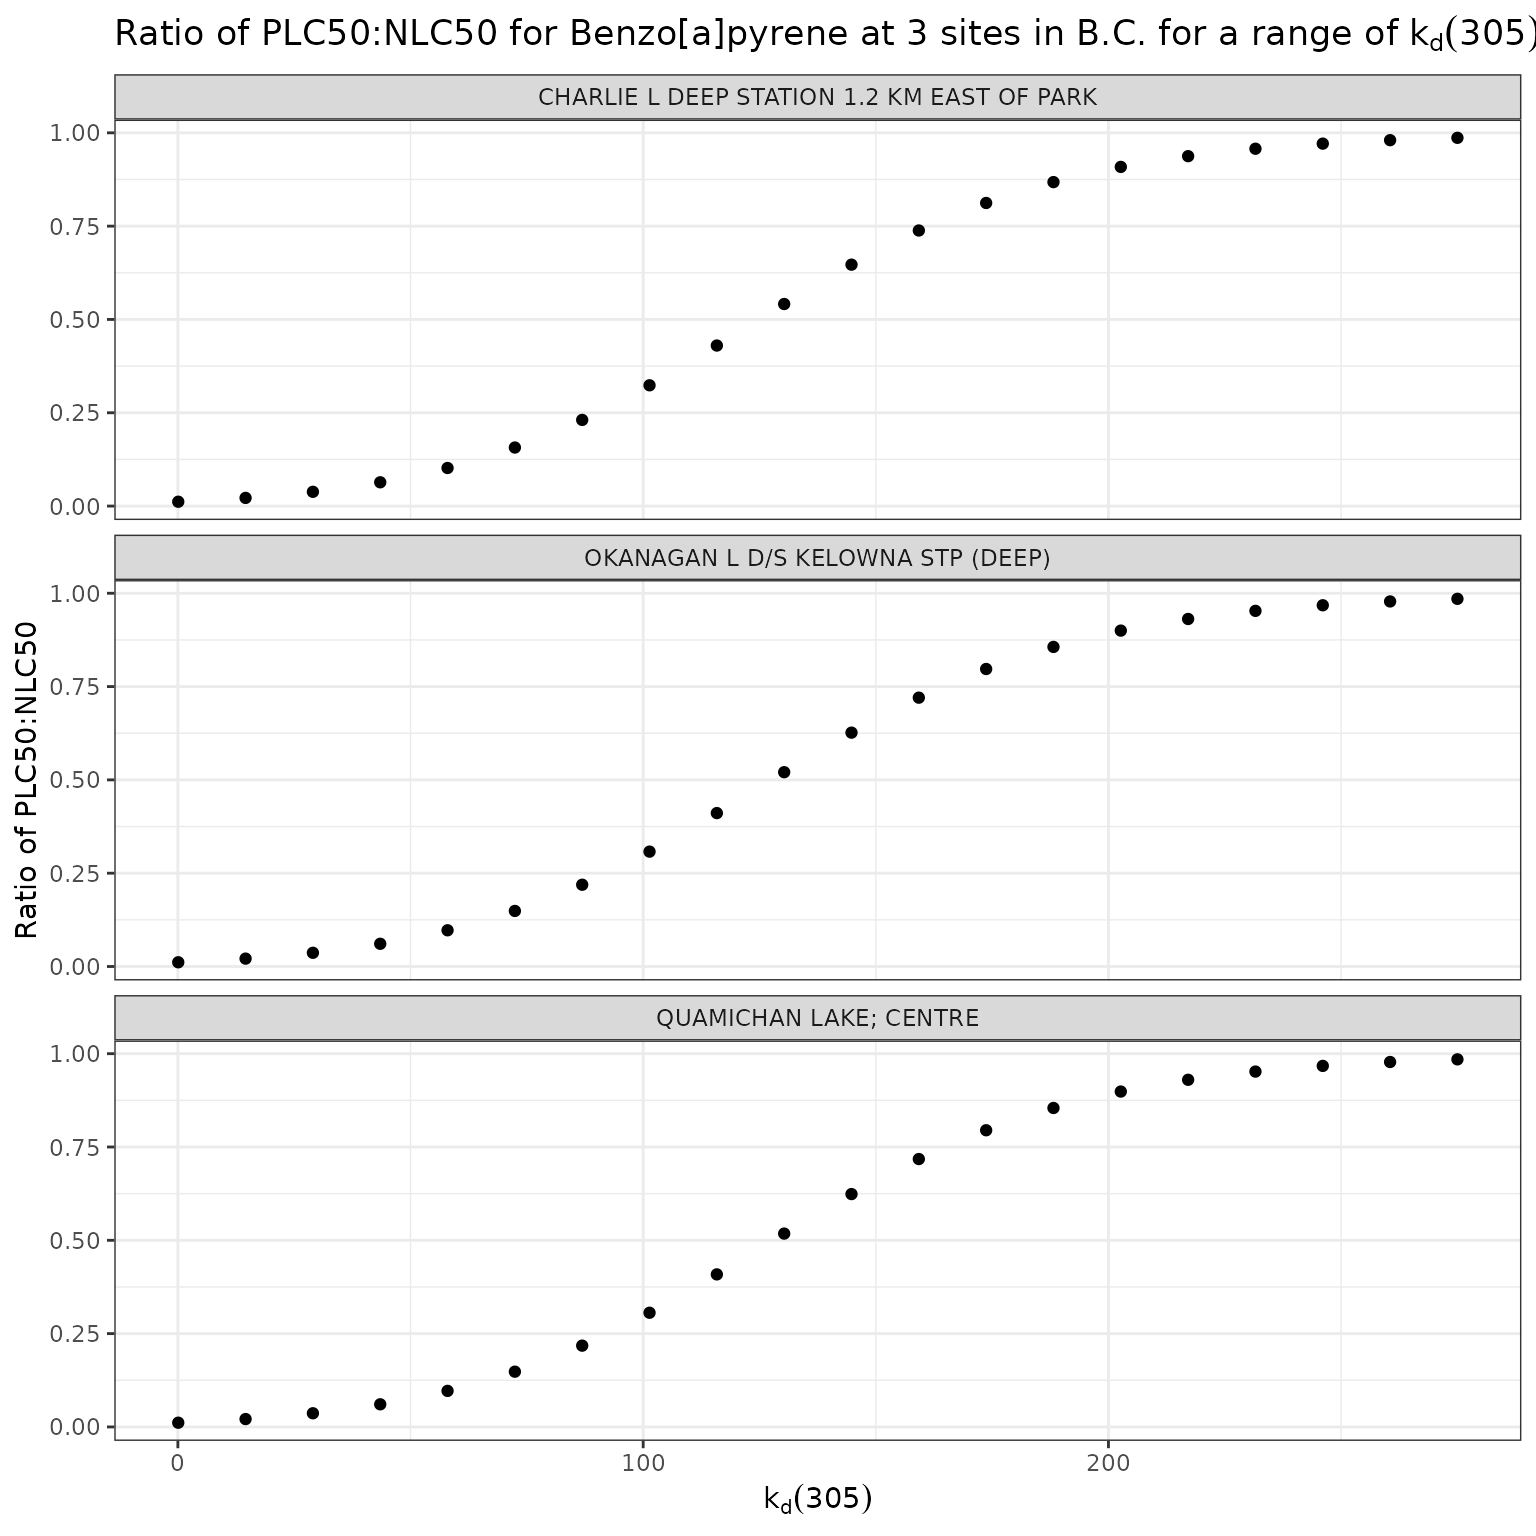 Ratio of PLC50:NLC50 for Benzo[a]pyrene at 3 sites in B.C. for a range of kd(305)
CHARLIE L DEEP STATION 1.2 KM EAST OF PARK
1.00
0.75
0.50
0.25
0.00
OKANAGAN L D/S KELOWNA STP (DEEP)
1.00
0.75
0.50
0.25
0.00
Ratio of PLC50:NLC50
QUAMICHAN LAKE; CENTRE
1.00
0.75
0.50
0.25
0.00
0 100 200
kd(305)